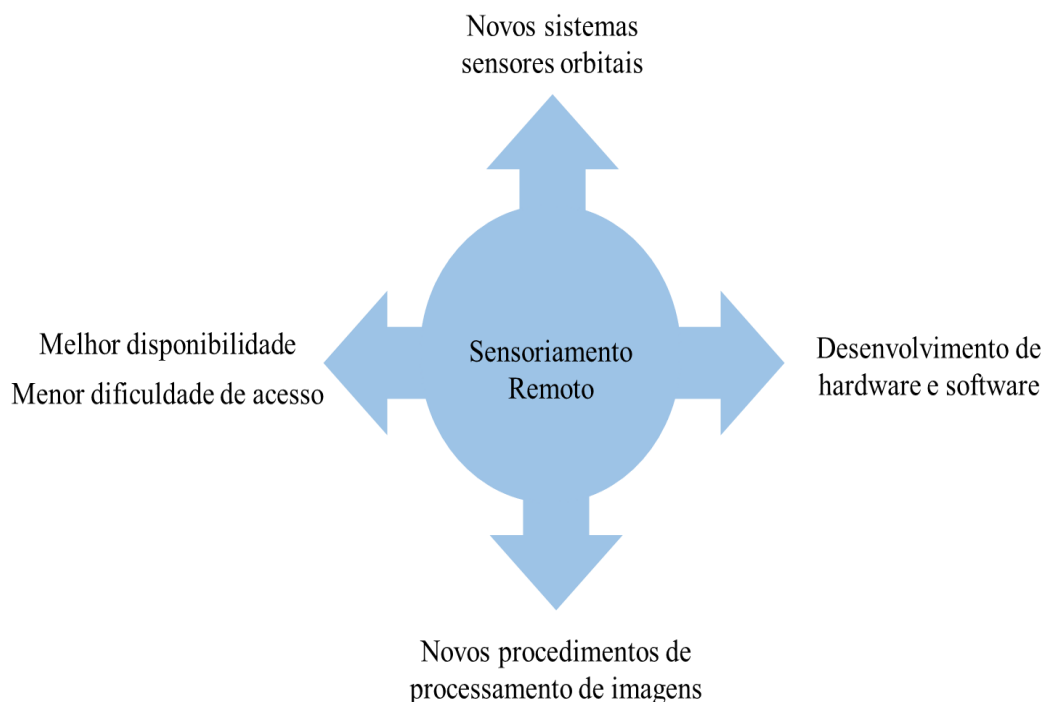 Novos sistemas
sensores orbitais
Melhor disponibilidade
Menor dificuldade de acesso
Sensoriamento
Remoto
Desenvolvimento de
hardware e software
Novos procedimentos de
processamento de imagens